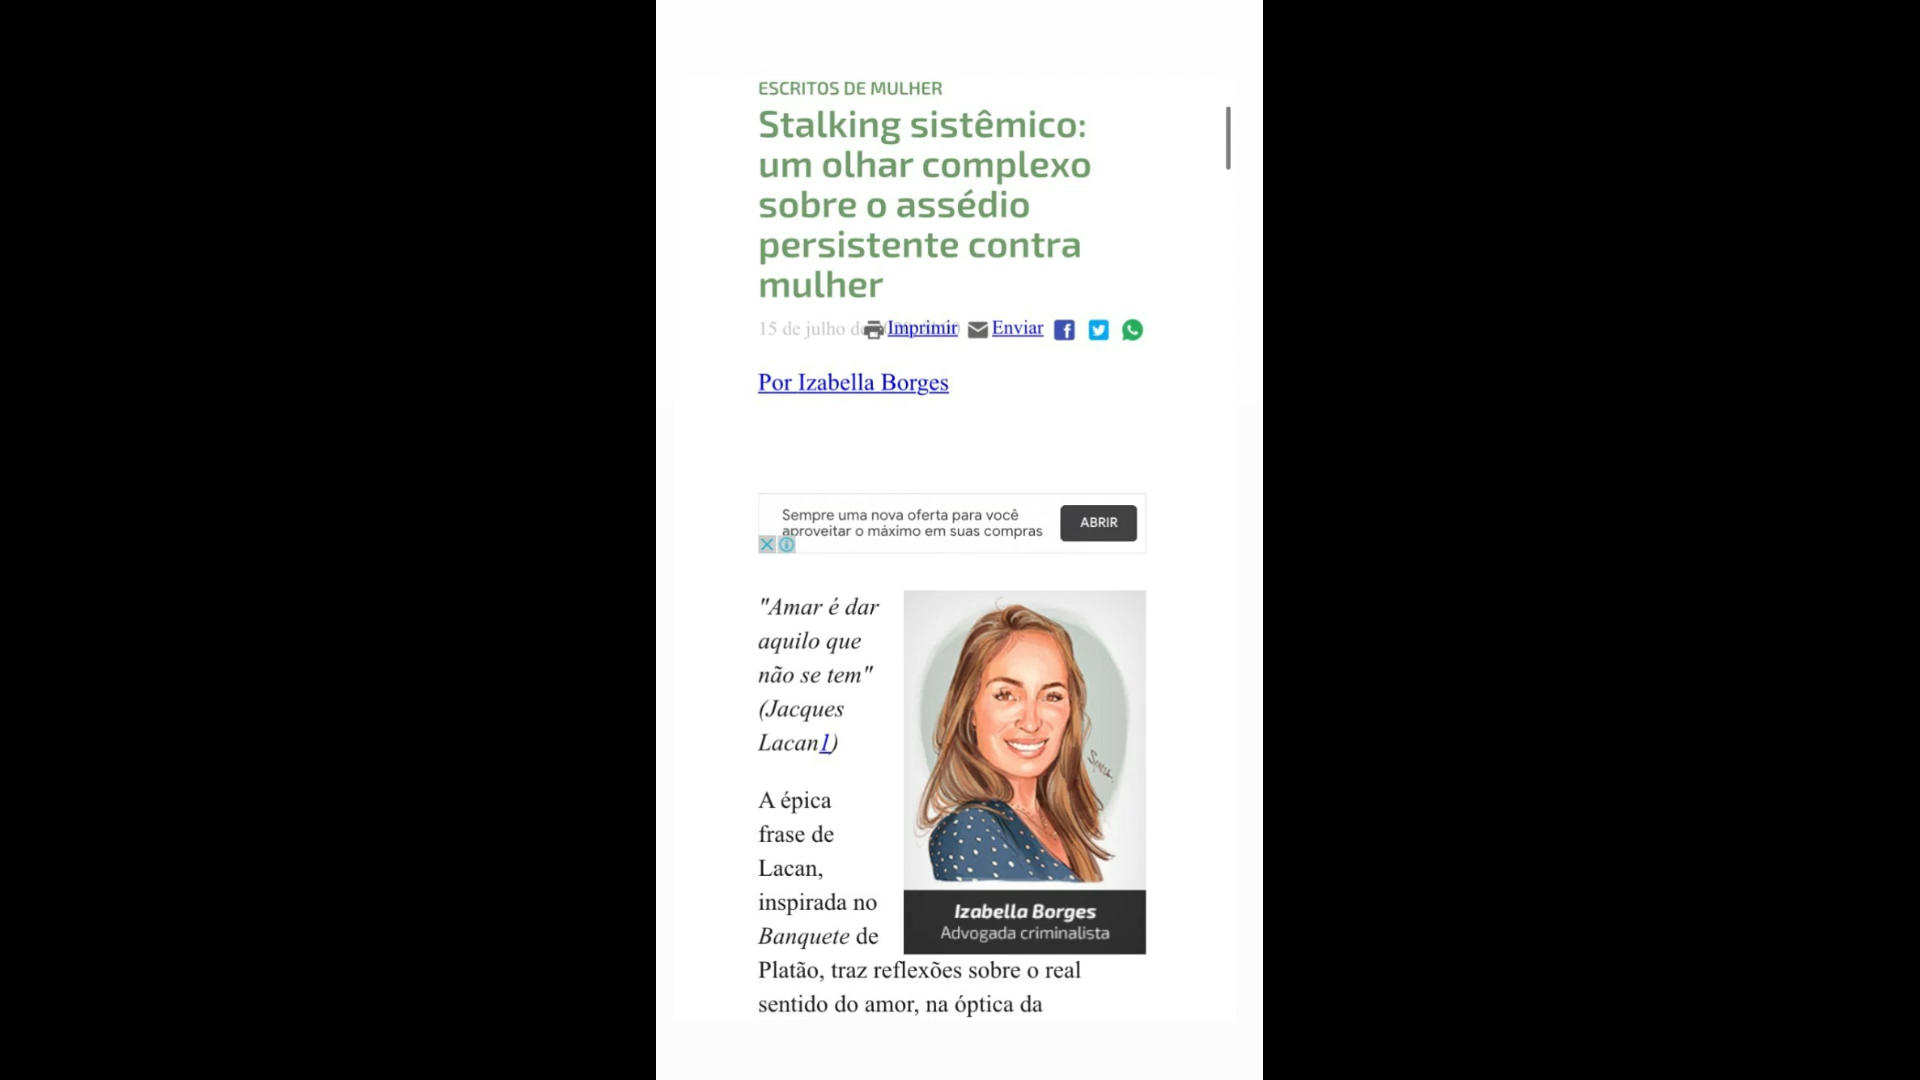 ESCRITOS DE MULHER
Stalking sistêmico:
um olhar complexo
sobre o assédio
persistente contra
mulher
15 de julho de
Imprimir
Enviar
Por Izabella Borges
Sempre uma nova oferta para você
aproveitar o máximo em suas compras
ABRIR
"Amar é dar
aquilo que
não se tem"
(Jacques
Lacan1)
A épica
frase de
Lacan,
inspirada no
Banquete de
Platão, traz reflexões sobre o real
sentido do amor, na óptica da
Izabella Borges
Advogada criminalista